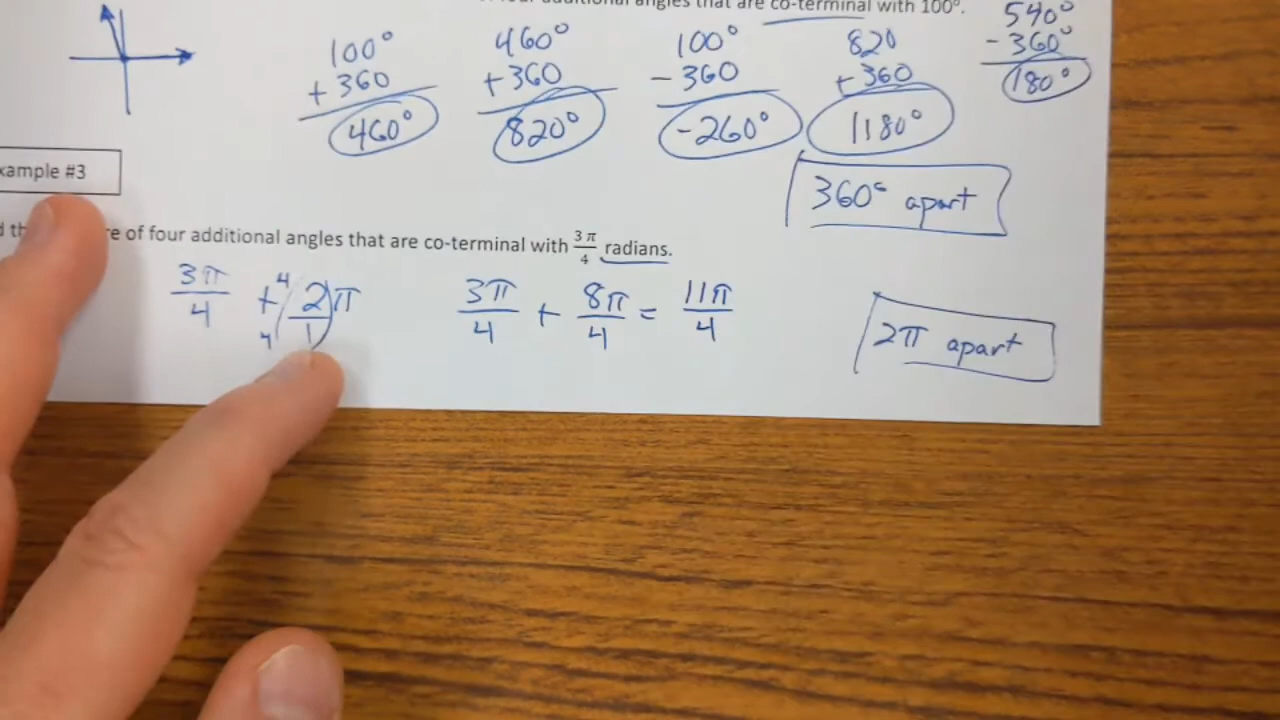 four additional angles that are co-terminal with 100°.
100° + 360 460°
460° + 360 820°
100° - 360 -260°
820 + 360 1180°
540° - 360° 180°
360° apart
xample #3
re of four additional angles that are co-terminal with 3π/4 radians.
3π/4 + 4/4 (2/1)π
3π/4 + 8π/4 = 11π/4
2π apart